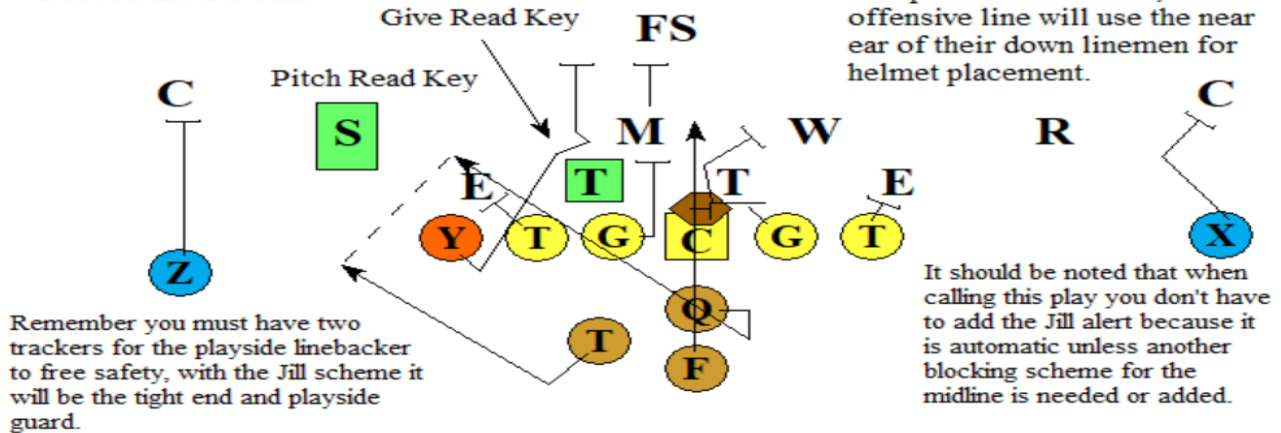 Give Read Key
FS
offensive line will use the near
ear of their down linemen for
helmet placement.
Pitch Read Key
C
C
S
M
W
R
E
T
T
E
Y
T
G
C
G
T
X
Z
It should be noted that when
calling this play you don't have
to add the Jill alert because it
is automatic unless another
blocking scheme for the
midline is needed or added.
Q
T
F
Remember you must have two
trackers for the playside linebacker
to free safety, with the Jill scheme it
will be the tight end and playside
guard.